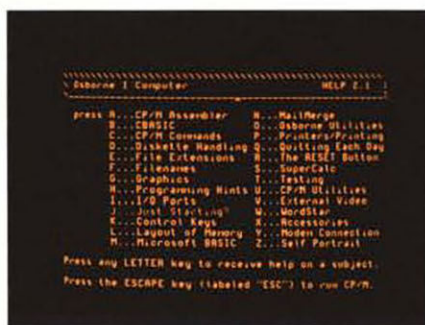 Osborne 1 Computer HELP 2.1
press A...CP/M Assembler N...MailMerge
B...CBASIC O...Osborne Utilities
C...CP/M Commands P...Printers/Printing
D...Diskette Handling Q...Quitting Each Day
E...File Extensions R...The RESET Button
F...Filenames S...SuperCalc
G...Graphics T...Testing
H...Programming Hints U...CP/M Utilities
I...I/O Ports V...External Video
J...Just Starting? W...WordStar
K...Control Keys X...Accessories
L...Layout of Memory Y...Modem Connection
M...Microsoft BASIC Z...Self Portrait
Press any LETTER key to receive help on a subject.
Press the ESCAPE key (labeled "ESC") to run CP/M.